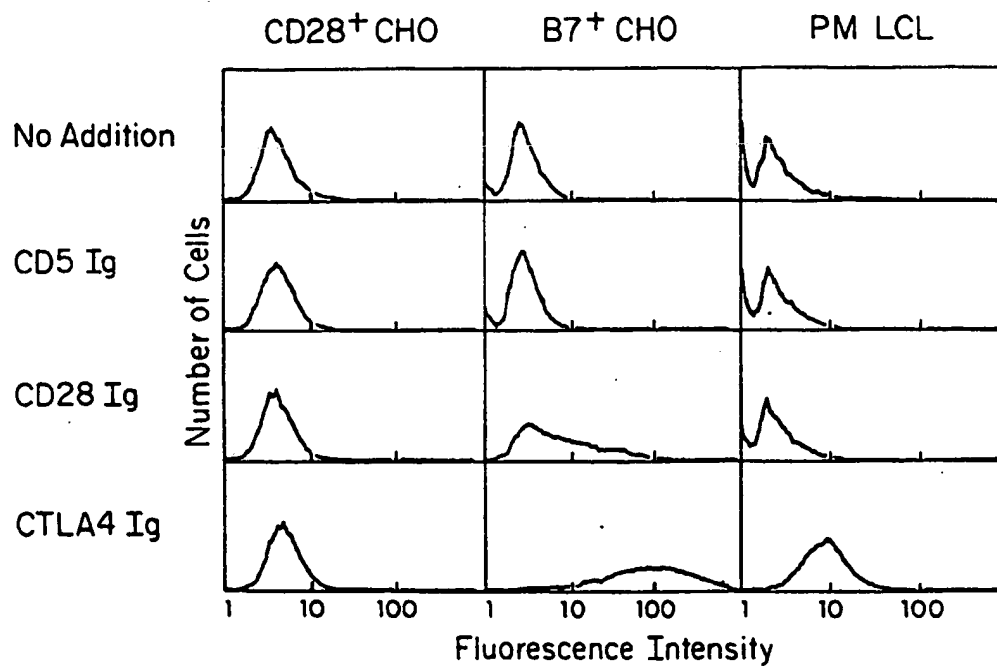 CD28+ CHO B7+ CHO PM LCL
No Addition
CD5 Ig
CD28 Ig
CTLA4 Ig
Number of Cells
1 10 100 1 10 100 1 10 100
Fluorescence Intensity